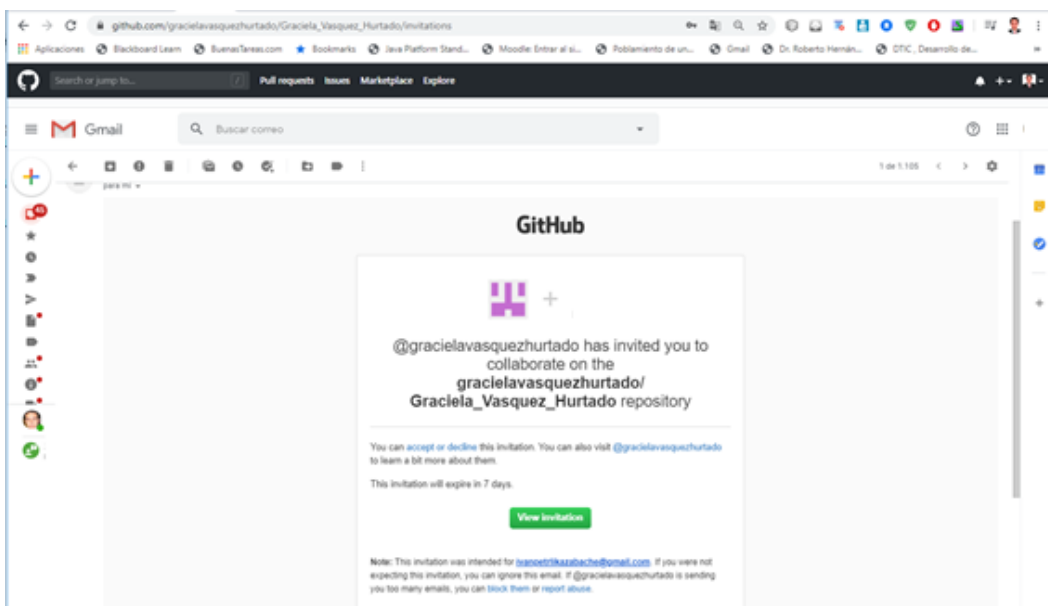 github.com/gracielavasquezhurtado/Graciela_Vasquez_Hurtado/invitations
Aplicaciones Blackboard Learn BuenasTareas.com Bookmarks Java Platform Stand... Moodle: Entrar al si... Poblamiento de un... Gmail Dr. Roberto Hernán... DTIC, Desarrollo de...
Search or jump to... / Pull requests Issues Marketplace Explore
Gmail Buscar correo
1 de 1.105
para mí
41
GitHub
@gracielavasquezhurtado has invited you to
collaborate on the
gracielavasquezhurtado/
Graciela_Vasquez_Hurtado repository
You can accept or decline this invitation. You can also visit @gracielavasquezhurtado
to learn a bit more about them.
This invitation will expire in 7 days.
View invitation
Note: This invitation was intended for ivanpetrlikazabache@gmail.com. If you were not
expecting this invitation, you can ignore this email. If @gracielavasquezhurtado is sending
you too many emails, you can block them or report abuse.